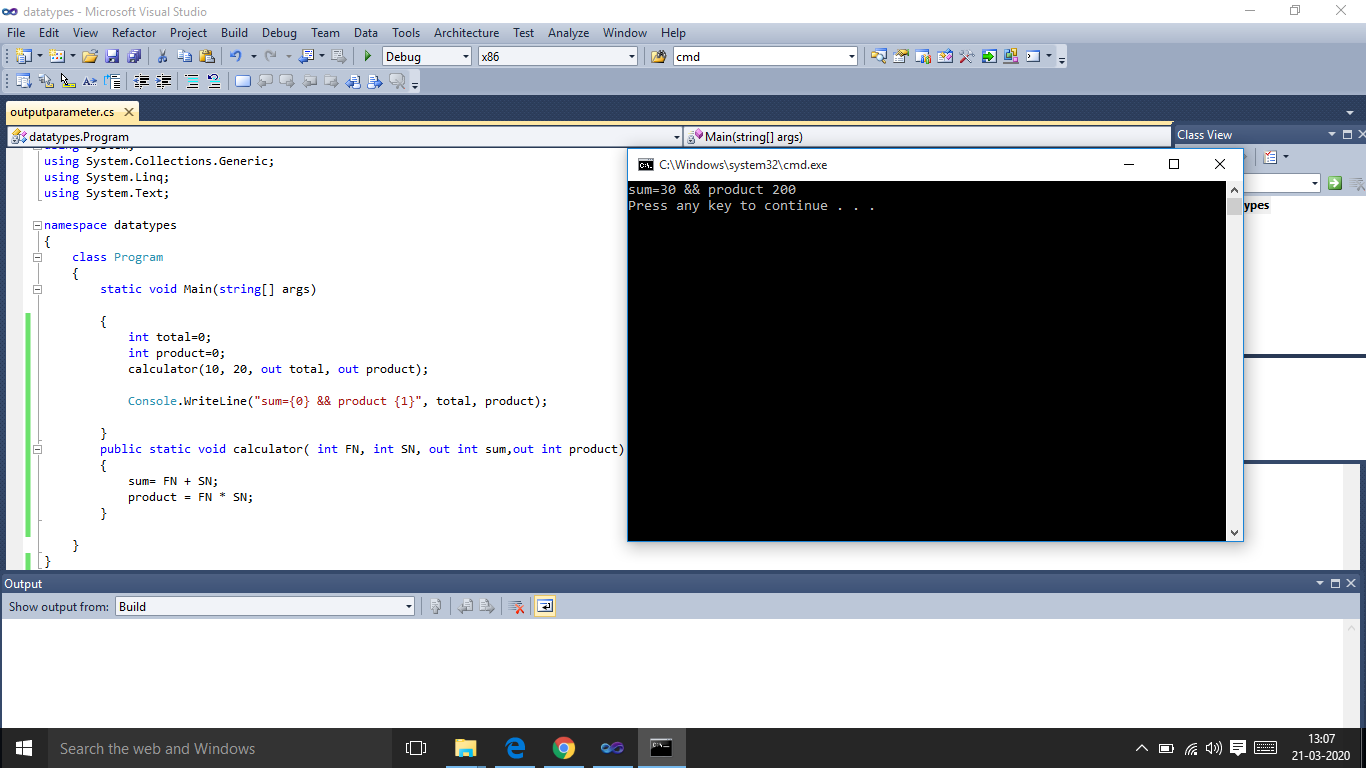 datatypes - Microsoft Visual Studio
File Edit View Refactor Project Build Debug Team Data Tools Architecture Test Analyze Window Help
Debug x86 cmd
outputparameter.cs
datatypes.Program Main(string[] args)
Class View
using System;
using System.Collections.Generic;
using System.Linq;
using System.Text;
namespace datatypes
{
class Program
{
static void Main(string[] args)
{
int total=0;
int product=0;
calculator(10, 20, out total, out product);
Console.WriteLine("sum={0} && product {1}", total, product);
}
public static void calculator( int FN, int SN, out int sum,out int product)
{
sum= FN + SN;
product = FN * SN;
}
}
}
C:\Windows\system32\cmd.exe
sum=30 && product 200
Press any key to continue . . .
ypes
Output
Show output from: Build
Search the web and Windows
13:07
21-03-2020